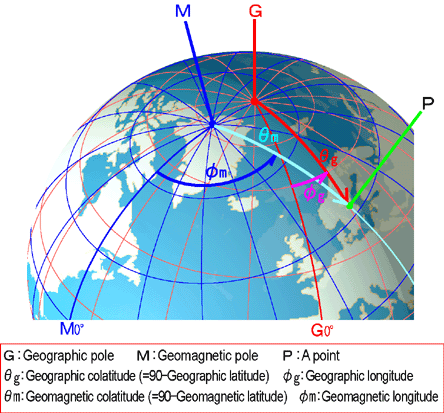 M G
P
θm
θg
φm
φg
M0° G0°
G:Geographic pole M:Geomagnetic pole P:A point
θg:Geographic colatitude (=90-Geographic latitude) φg:Geographic longitude
θm:Geomagnetic colatitude (=90-Geomagnetic latitude) φm:Geomagnetic longitude